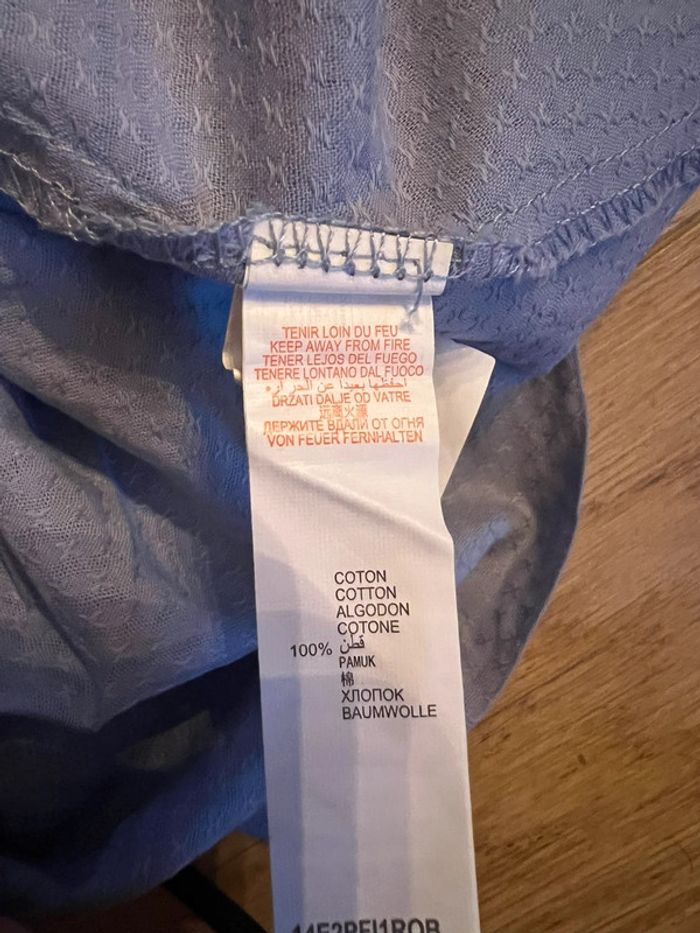 TENIR LOIN DU FEU
KEEP AWAY FROM FIRE
TENER LEJOS DEL FUEGO
TENERE LONTANO DAL FUOCO
احفظها بعيدا عن الحرارة
DRZATI DALJE OD VATRE
远离火源
ДЕРЖИТЕ ВДАЛИ ОТ ОГНЯ
VON FEUER FERNHALTEN
COTON
COTTON
ALGODON
COTONE
100% قطن
PAMUK
棉
ХЛОПОК
BAUMWOLLE